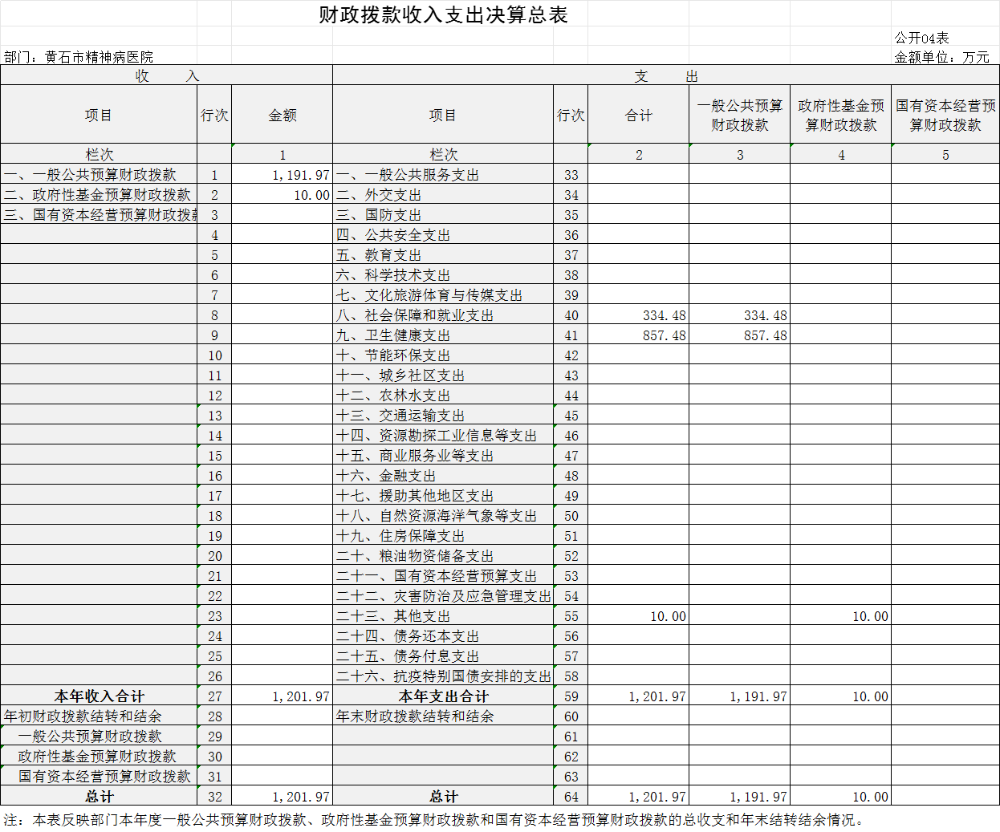 财政拨款收入支出决算总表
公开04表
部门：黄石市精神病医院 金额单位：万元
收 入 支 出
项目 行次 金额 项目 行次 合计 一般公共预算财政拨款 政府性基金预算财政拨款 国有资本经营预算财政拨款
栏次 1 栏次 2 3 4 5
一、一般公共预算财政拨款 1 1,191.97 一、一般公共服务支出 33
二、政府性基金预算财政拨款 2 10.00 二、外交支出 34
三、国有资本经营预算财政拨 3 三、国防支出 35
4 四、公共安全支出 36
5 五、教育支出 37
6 六、科学技术支出 38
7 七、文化旅游体育与传媒支出 39
8 八、社会保障和就业支出 40 334.48 334.48
9 九、卫生健康支出 41 857.48 857.48
10 十、节能环保支出 42
11 十一、城乡社区支出 43
12 十二、农林水支出 44
13 十三、交通运输支出 45
14 十四、资源勘探工业信息等支出 46
15 十五、商业服务业等支出 47
16 十六、金融支出 48
17 十七、援助其他地区支出 49
18 十八、自然资源海洋气象等支出 50
19 十九、住房保障支出 51
20 二十、粮油物资储备支出 52
21 二十一、国有资本经营预算支出 53
22 二十二、灾害防治及应急管理支出 54
23 二十三、其他支出 55 10.00 10.00
24 二十四、债务还本支出 56
25 二十五、债务付息支出 57
26 二十六、抗疫特别国债安排的支出 58
本年收入合计 27 1,201.97 本年支出合计 59 1,201.97 1,191.97 10.00
年初财政拨款结转和结余 28 年末财政拨款结转和结余 60
一般公共预算财政拨款 29 61
政府性基金预算财政拨款 30 62
国有资本经营预算财政拨款 31 63
总计 32 1,201.97 总计 64 1,201.97 1,191.97 10.00
注：本表反映部门本年度一般公共预算财政拨款、政府性基金预算财政拨款和国有资本经营预算财政拨款的总收支和年末结转结余情况。